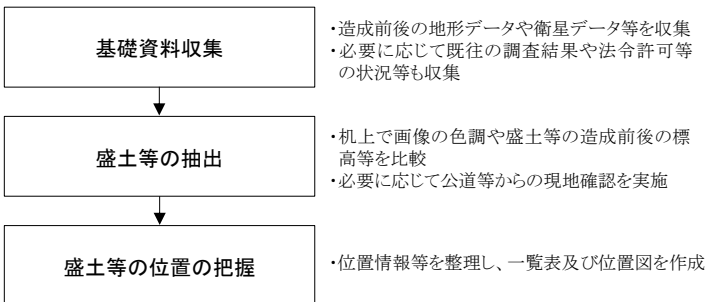 基礎資料収集
・造成前後の地形データや衛星データ等を収集
・必要に応じて既往の調査結果や法令許可等
の状況等も収集
盛土等の抽出
・机上で画像の色調や盛土等の造成前後の標
高等を比較
・必要に応じて公道等からの現地確認を実施
盛土等の位置の把握
・位置情報等を整理し、一覧表及び位置図を作成